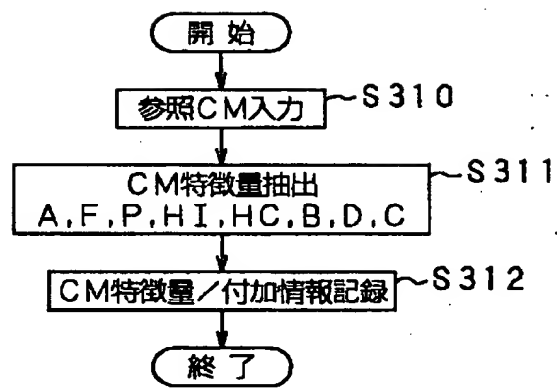 開始
参照CM入力
S310
CM特徴量抽出
A,F,P,HI,HC,B,D,C
S311
CM特徴量/付加情報記録
S312
終了